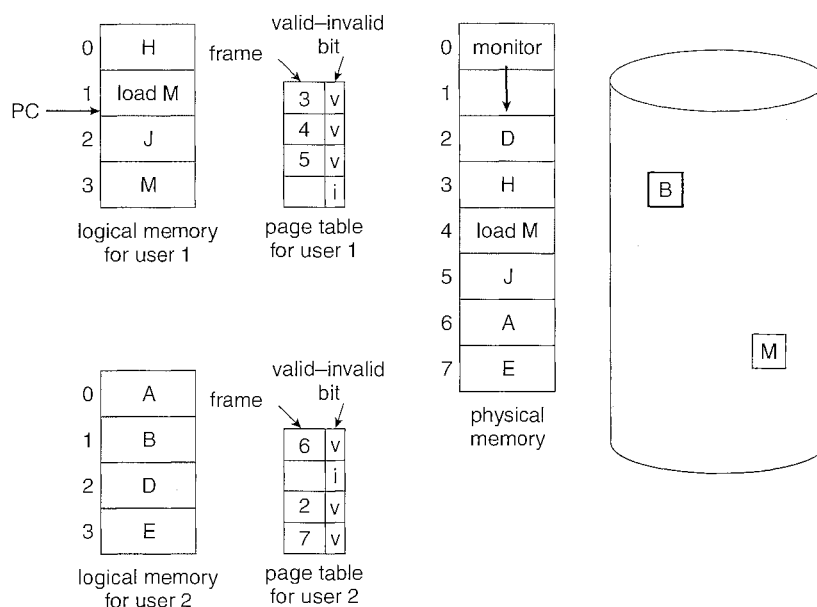 valid–invalid
bit
frame
0 H
1 load M
2 J
3 M
PC
3 v
4 v
5 v
i
logical memory
for user 1
page table
for user 1
0 monitor
1
2 D
3 H
4 load M
5 J
6 A
7 E
physical
memory
B
M
valid–invalid
bit
frame
0 A
1 B
2 D
3 E
6 v
i
2 v
7 v
logical memory
for user 2
page table
for user 2